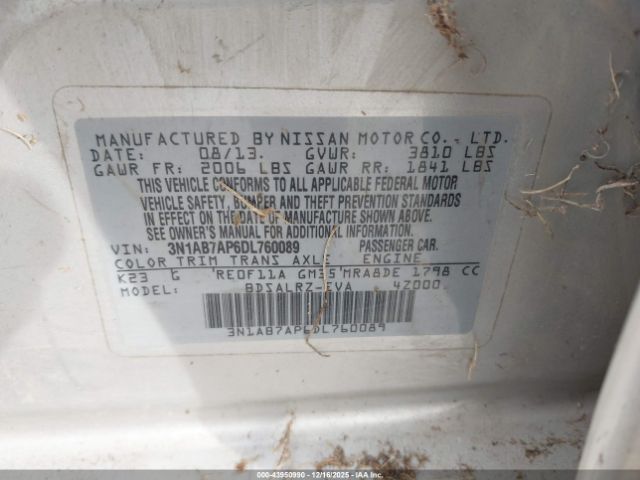 MANUFACTURED BY NISSAN MOTOR CO., LTD.
DATE: 08/13. GVWR: 3810 LBS
GAWR FR: 2006 LBS GAWR RR: 1841 LBS
THIS VEHICLE CONFORMS TO ALL APPLICABLE FEDERAL MOTOR
VEHICLE SAFETY, BUMPER AND THEFT PREVENTION STANDARDS
IN EFFECT ON THE DATE OF MANUFACTURE SHOWN ABOVE.
SEE OWNER'S MANUAL FOR ADDITIONAL INFORMATION.
VIN: 3N1AB7AP6DL760089 PASSENGER CAR.
COLOR TRIM TRANS AXLE ENGINE
K23 G RE0F11A GM35 MRA8DE 1798 CC
MODEL: BDSALRZ-EVA 4Z000.
3N1AB7AP6DL760089
Stock: 43950990 - 12/16/2025 - © IAA, Inc